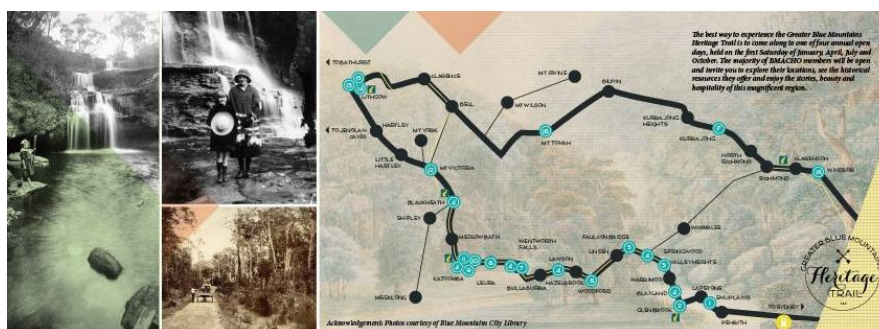 The best way to experience the Greater Blue Mountains
Heritage Trail is to come along to one of four annual open
days, held on the first Saturday of January, April, July and
October. The majority of BMACHO members will be open
and invite you to explore their locations, see the historical
resources they offer and enjoy the stories, beauty and
hospitality of this magnificent region.
TO BATHURST
LITHGOW
CLARENCE
BELL
MT IRVINE
MT WILSON
BILPIN
TO JENOLAN
CAVES
HARTLEY
MT YORK
LITTLE
HARTLEY
MT VICTORIA
MT TOMAH
KURRAJONG
HEIGHTS
KURRAJONG
NORTH
RICHMOND
RICHMOND
CLARENDON
WINDSOR
BLACKHEATH
SHIPLEY
MEDLOW BATH
MEGALONG
KATOOMBA
LEURA
WENTWORTH
FALLS
BULLABURRA
LAWSON
HAZELBROOK
WOODFORD
LINDEN
FAULCONBRIDGE
WINMALEE
SPRINGWOOD
VALLEY HEIGHTS
WARRIMOO
BLAXLAND
GLENBROOK
LAPSTONE
EMU PLAINS
PENRITH
TO SYDNEY
GREATER BLUE MOUNTAINS
Heritage
TRAIL
Acknowledgement: Photos courtesy of Blue Mountains City Library